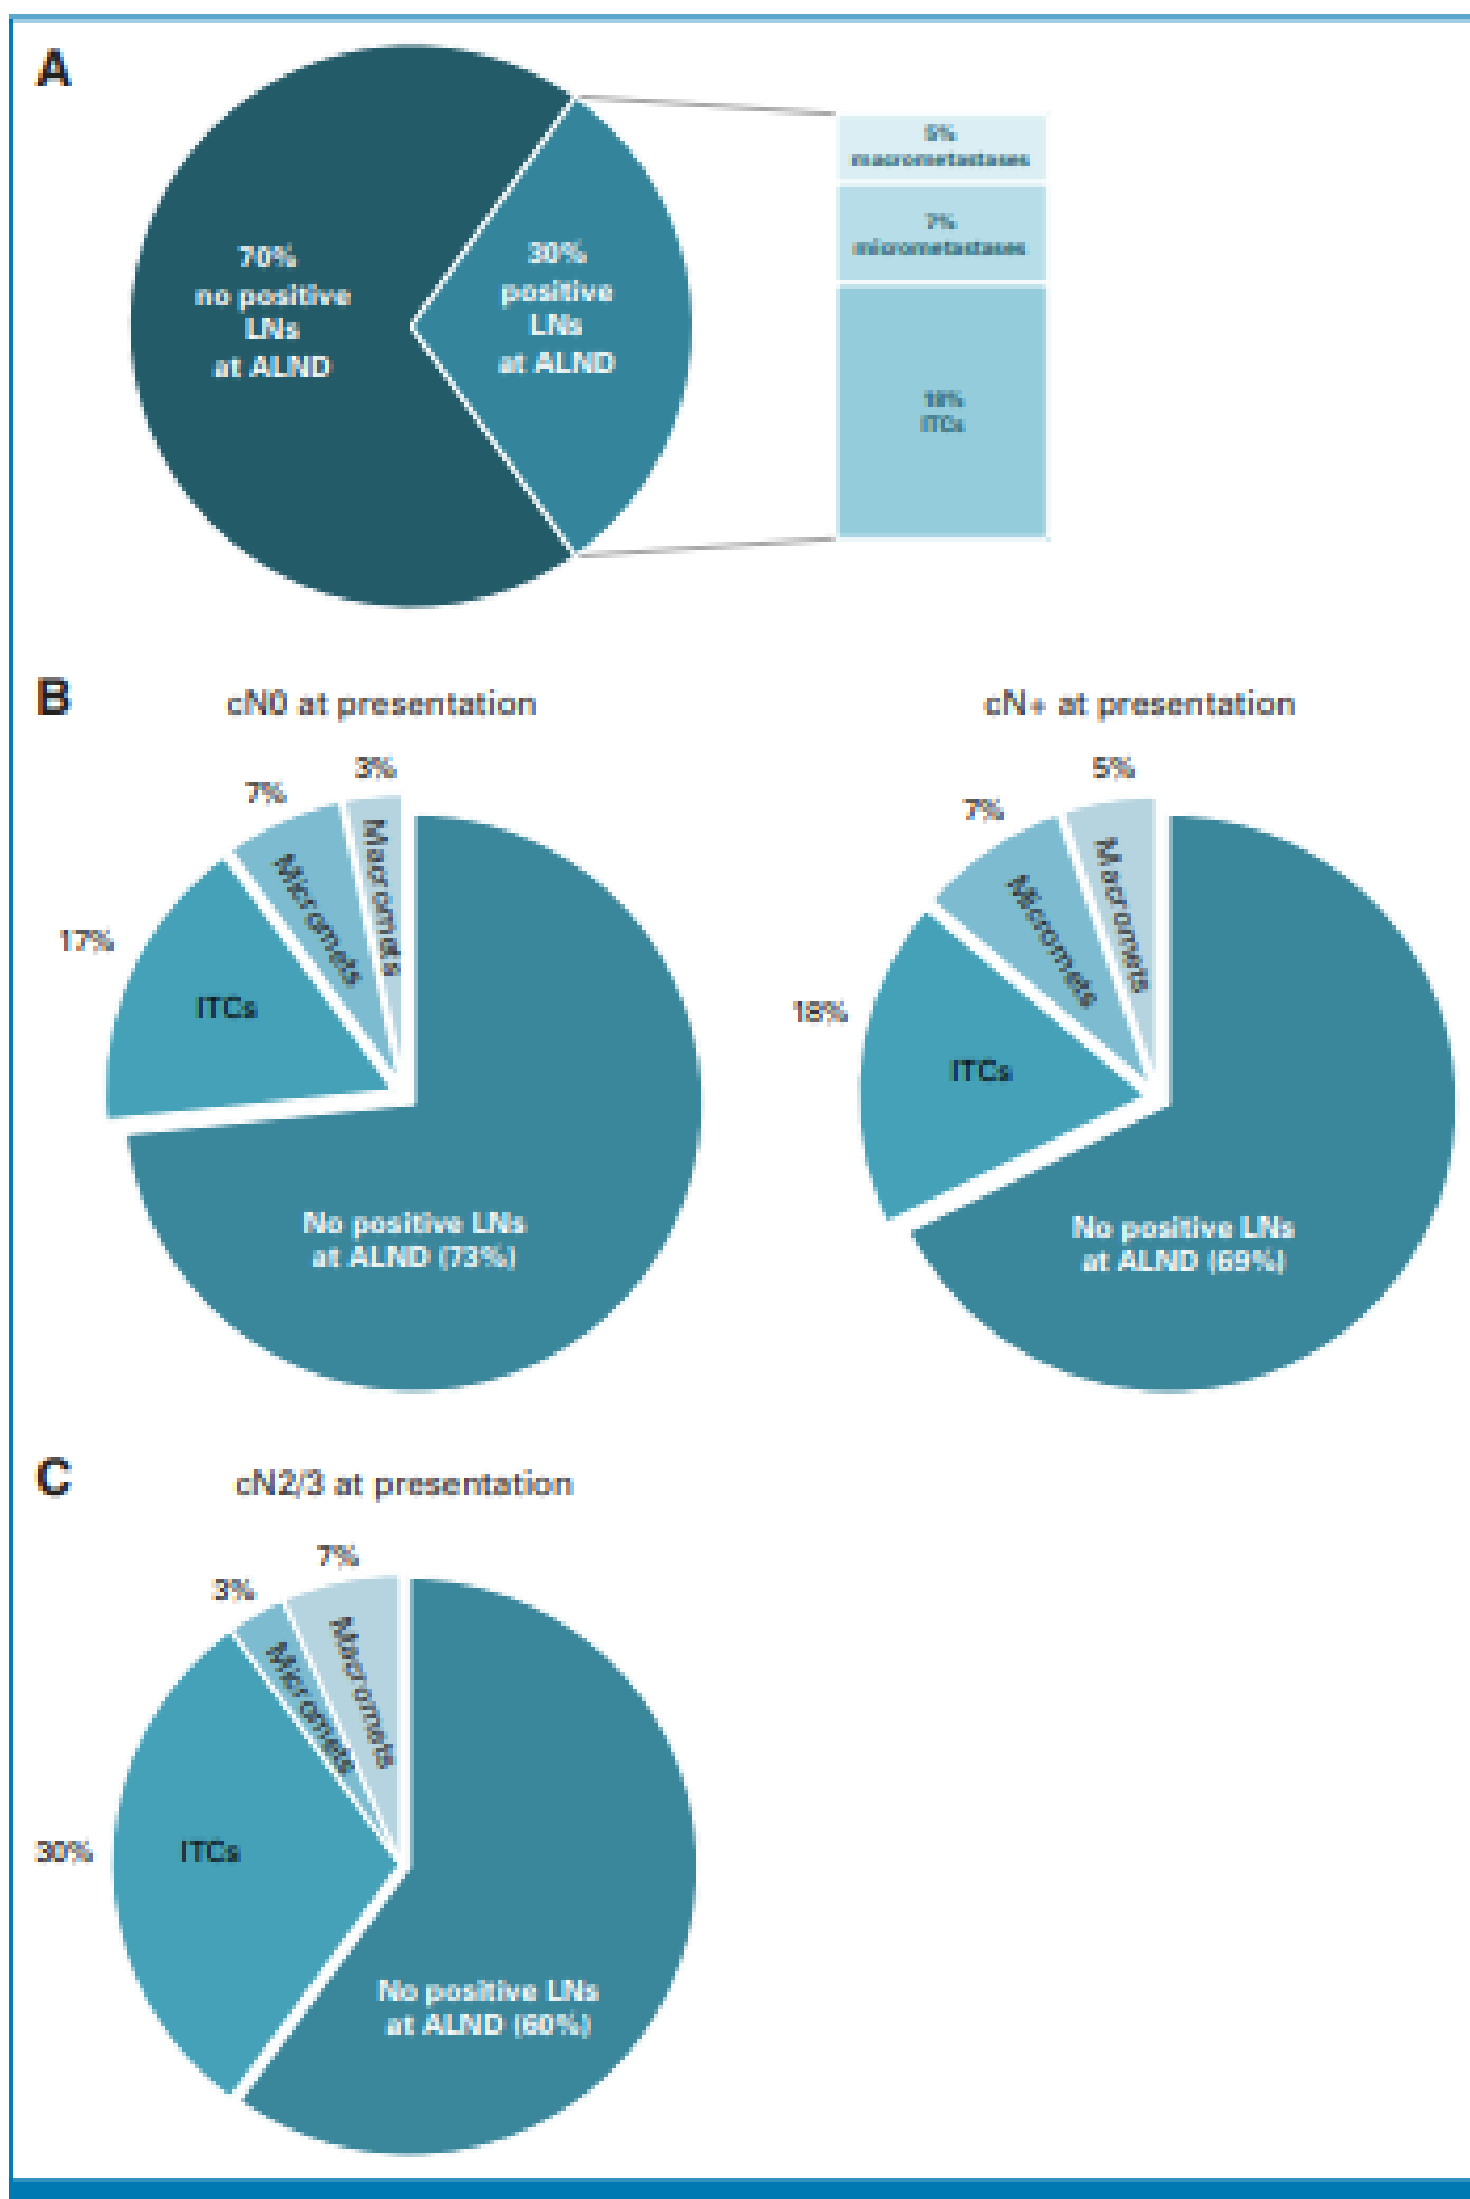 A
70%
no positive
LNs
at ALND
30%
positive
LNs
at ALND
5%
macrometastases
7%
micrometastases
18%
ITCs
B
cN0 at presentation
3%
7%
17%
Macromets
Micromets
ITCs
No positive LNs
at ALND (73%)
cN+ at presentation
5%
7%
18%
Macromets
Micromets
ITCs
No positive LNs
at ALND (69%)
C
cN2/3 at presentation
7%
3%
30%
Macromets
Micromets
ITCs
No positive LNs
at ALND (60%)